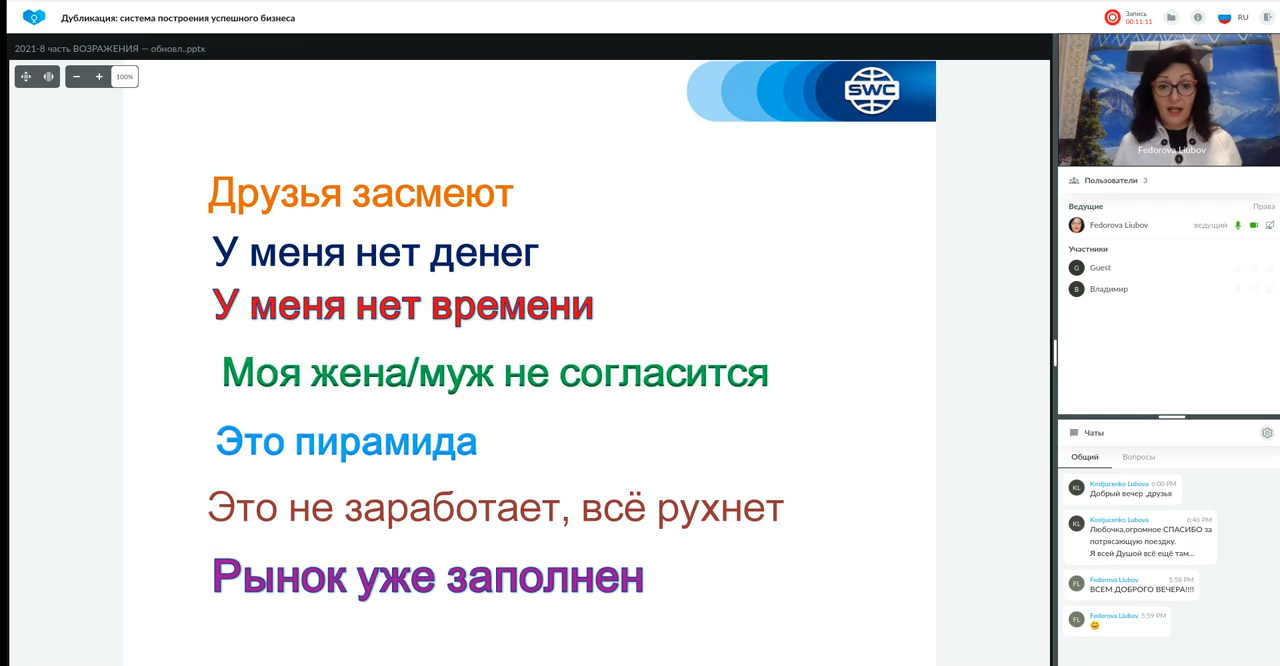 Дубликация: система построения успешного бизнеса
Запись
00:11:11
RU
2021-8 часть ВОЗРАЖЕНИЯ — обновл..pptx
100%
SWC
Друзья засмеют
У меня нет денег
У меня нет времени
Моя жена/муж не согласится
Это пирамида
Это не заработает, всё рухнет
Рынок уже заполнен
Fedorova Liubov
Пользователи 3
Ведущие Права
Fedorova Liubov ведущий
Участники
G Guest
В Владимир
Чаты
Общий Вопросы
KL Kostjucenko Lubova 6:00 PM
Добрый вечер ,друзья
KL Kostjucenko Lubova 6:46 PM
Любочка,огромное СПАСИБО за
потрясающую поездку.
Я всей Душой всё ещё там...
FL Fedorova Liubov 5:58 PM
ВСЕМ ДОБРОГО ВЕЧЕРА!!!!
FL Fedorova Liubov 5:59 PM